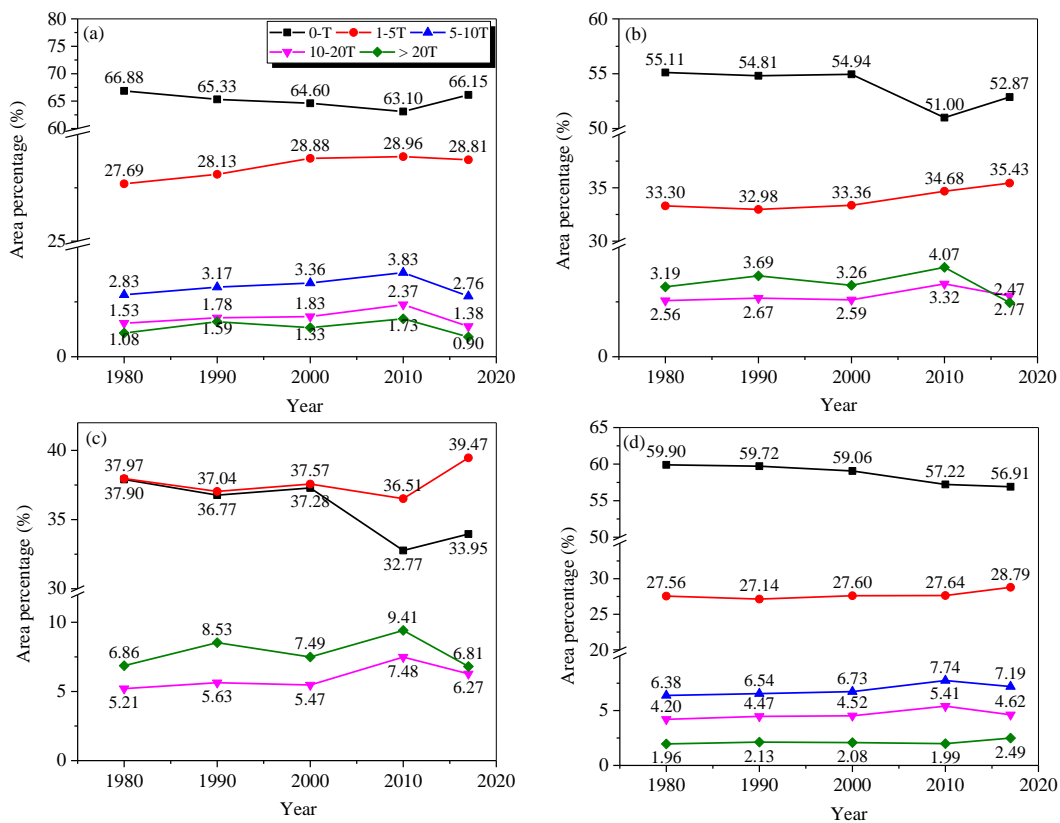 (a)
0-T 1-5T 5-10T
10-20T > 20T
80
75
70
65
60
25
0
Area percentage (%)
66.88 65.33 64.60 63.10 66.15
27.69 28.13 28.88 28.96 28.81
2.83 3.17 3.36 3.83 2.76
1.53 1.78 1.83 2.37 1.38
1.08 1.59 1.33 1.73 0.90
1980 1990 2000 2010 2020
Year
(b)
60
55
50
35
30
0
Area percentage (%)
55.11 54.81 54.94 51.00 52.87
33.30 32.98 33.36 34.68 35.43
3.19 3.69 3.26 4.07 2.47
2.56 2.67 2.59 3.32 2.77
1980 1990 2000 2010 2020
Year
(c)
40
35
30
10
5
0
Area percentage (%)
37.97 37.04 37.57 36.51 39.47
37.90 36.77 37.28 32.77 33.95
6.86 8.53 7.49 9.41 6.81
5.21 5.63 5.47 7.48 6.27
1980 1990 2000 2010 2020
Year
(d)
65
60
55
50
30
25
20
5
0
Area percentage (%)
59.90 59.72 59.06 57.22 56.91
27.56 27.14 27.60 27.64 28.79
6.38 6.54 6.73 7.74 7.19
4.20 4.47 4.52 5.41 4.62
1.96 2.13 2.08 1.99 2.49
1980 1990 2000 2010 2020
Year